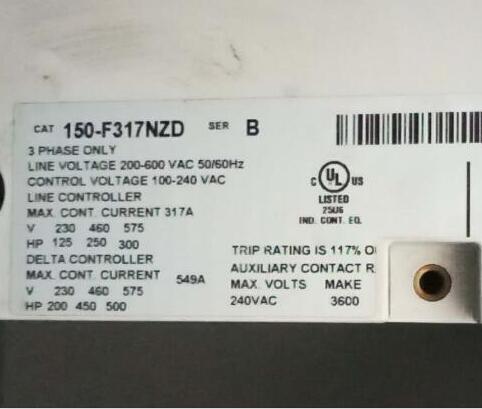 CAT 150-F317NZD SER B
3 PHASE ONLY
LINE VOLTAGE 200-600 VAC 50/60Hz
CONTROL VOLTAGE 100-240 VAC
LINE CONTROLLER
MAX. CONT. CURRENT 317A
V 230 460 575
HP 125 250 300
DELTA CONTROLLER
MAX. CONT. CURRENT 549A
V 230 460 575
HP 200 450 500
C UL US
LISTED
25U6
IND. CONT. EQ.
TRIP RATING IS 117%
AUXILIARY CONTACT
MAX. VOLTS MAKE
240VAC 3600